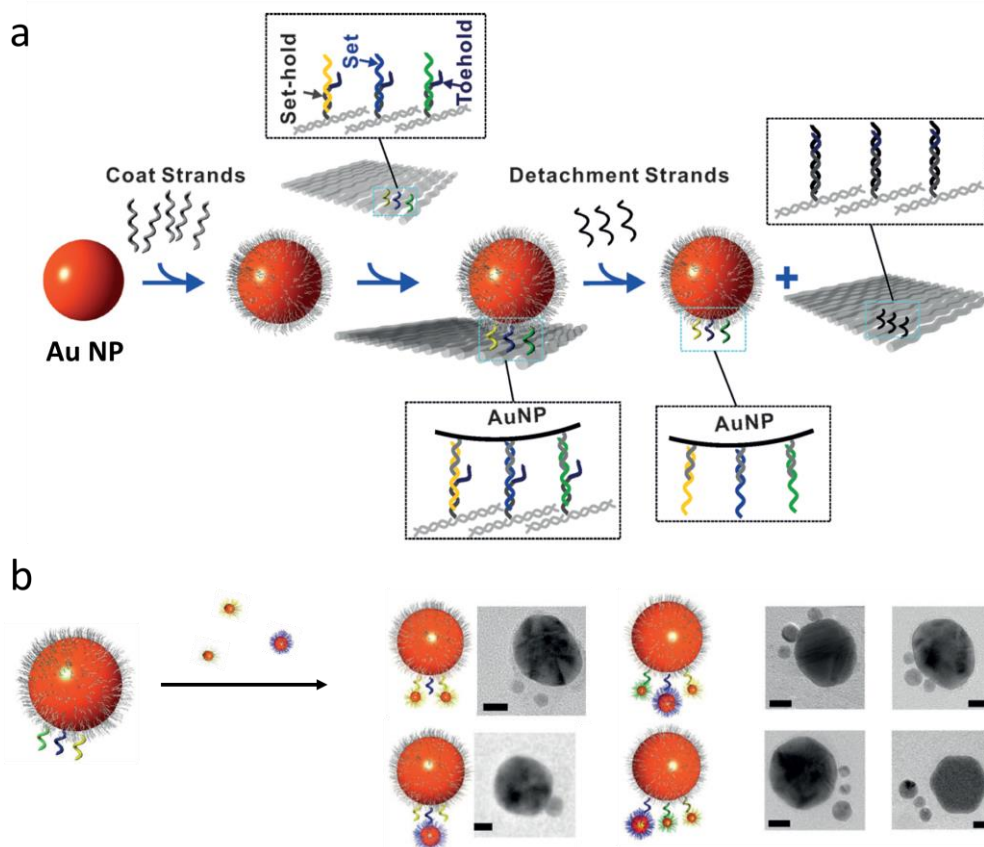 a
Set-hold
Set
Toehold
Coat Strands
Detachment Strands
Au NP
AuNP
AuNP
b